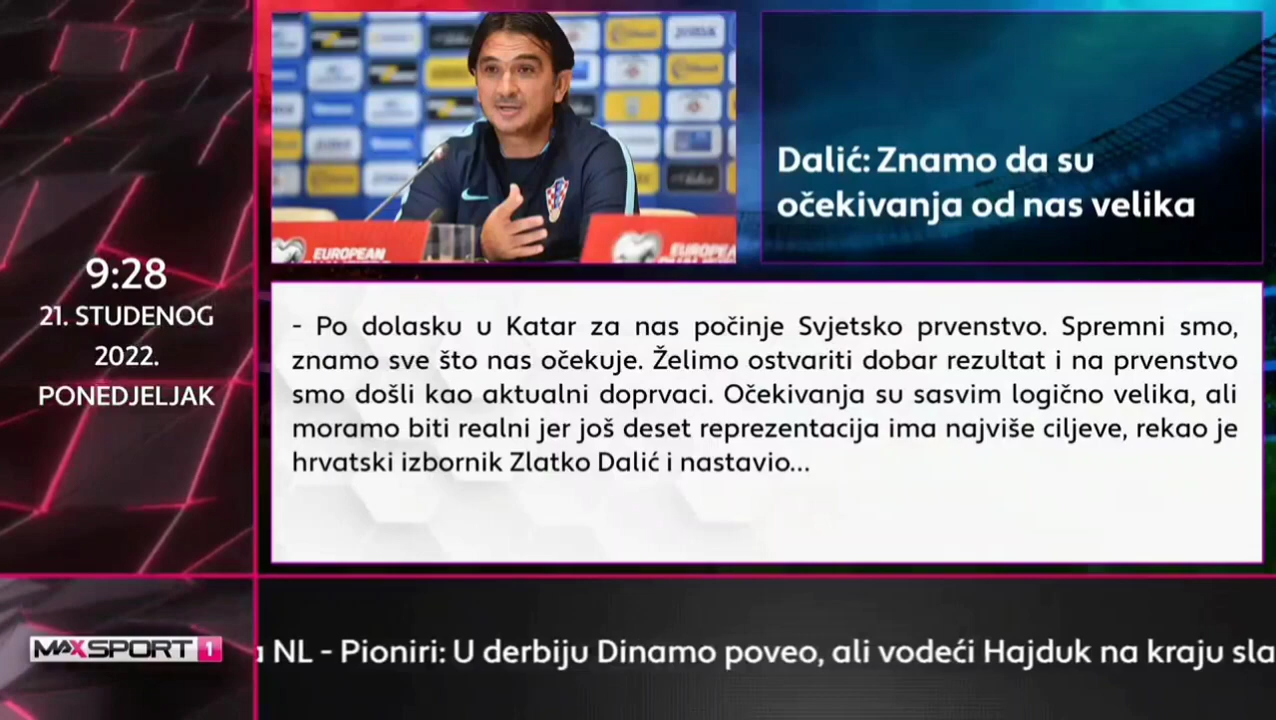 EUROPEAN
EUROPEAN
Dalić: Znamo da su
očekivanja od nas velika
9:28
21. STUDENOG
2022.
PONEDJELJAK
- Po dolasku u Katar za nas počinje Svjetsko prvenstvo. Spremni smo,
znamo sve što nas očekuje. Želimo ostvariti dobar rezultat i na prvenstvo
smo došli kao aktualni doprvaci. Očekivanja su sasvim logično velika, ali
moramo biti realni jer još deset reprezentacija ima najviše ciljeve, rekao je
hrvatski izbornik Zlatko Dalić i nastavio...
MAXSPORT 1
NL - Pioniri: U derbiju Dinamo poveo, ali vodeći Hajduk na kraju sla